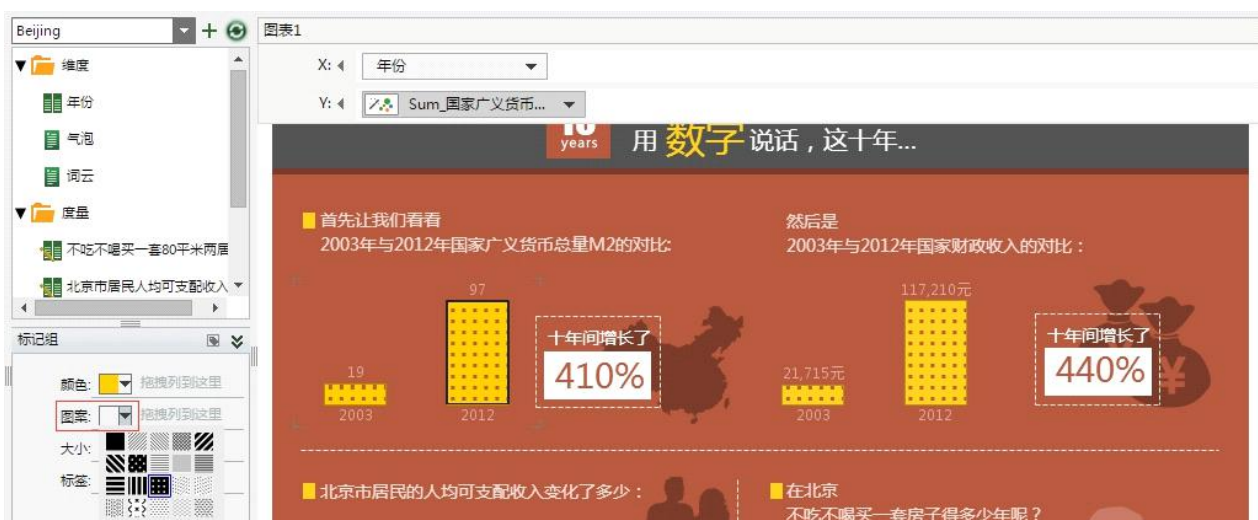 Beijing
图表1
维度
年份
气泡
词云
度量
不吃不喝买一套80平米两居
北京市居民人均可支配收入
标记组
颜色: 拖拽列到这里
图案: 拖拽列到这里
大小:
标签:
X: 年份
Y: Sum_国家广义货币...
10
years
用数字说话，这十年...
首先让我们看看
2003年与2012年国家广义货币总量M2的对比:
97
19
2003
2012
十年间增长了
410%
然后是
2003年与2012年国家财政收入的对比：
117,210元
21,715元
2003
2012
十年间增长了
440%
¥
北京市居民的人均可支配收入变化了多少：
在北京
不吃不喝买一套房子得多少年呢？